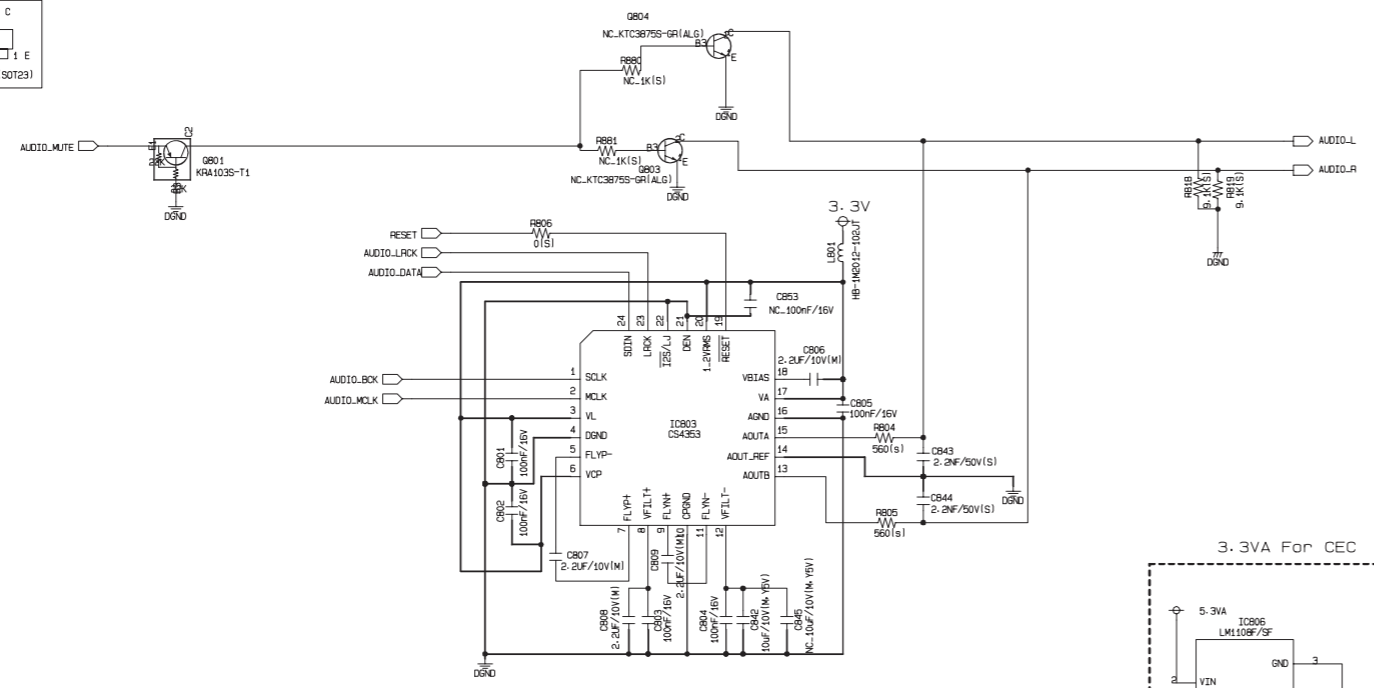 C
1 E
(SOT23)
Q804
NC_KTC3875S-GR(ALG)
B3
C
E
R880
NC_1K(S)
DGND
AUDIO_MUTE
E1
C2
Q801
KRA103S-T1
DGND
R881
NC_1K(S)
B3
2
C
E
Q803
NC_KTC3875S-GR(ALG)
DGND
AUDIO_L
AUDIO_R
R818
9.1K(S)
R819
9.1K(S)
DGND
3.3V
L801
HB-1M2012-102JT
RESET
R806
0(S)
AUDIO_LRCK
AUDIO_DATA
C853
NC_100nF/16V
24
23
22
21
20
19
SDIN
LRCK
I2S/LJ
DEN
1_2VRMS
RESET
C806
2.2UF/10V(M)
AUDIO_BCK
AUDIO_MCLK
1 SCLK
2 MCLK
3 VL
4 DGND
5 FLYP-
6 VCP
VBIAS 18
VA 17
AGND 16
AOUTA 15
AOUT_REF 14
AOUTB 13
IC803
CS4353
C805
100nF/16V
R804
560(s)
C843
2.2NF/50V(S)
C844
2.2NF/50V(S)
DGND
R805
560(s)
C801
100nF/16V
C802
100nF/16V
FLYP+
VFILT+
FLYN+
CPGND
FLYN-
VFILT-
7
8
9
10
11
12
C807
2.2UF/10V(M)
C809
2.2UF/10V(M)
C808
2.2UF/10V(M)
C803
100nF/16V
C804
100nF/16V
C842
10uF/10V(M,Y5V)
C845
NC_10uF/10V(M,Y5V)
DGND
3.3VA For CEC
5.3VA
IC806
LM1108F/SF
GND 3
2 VIN